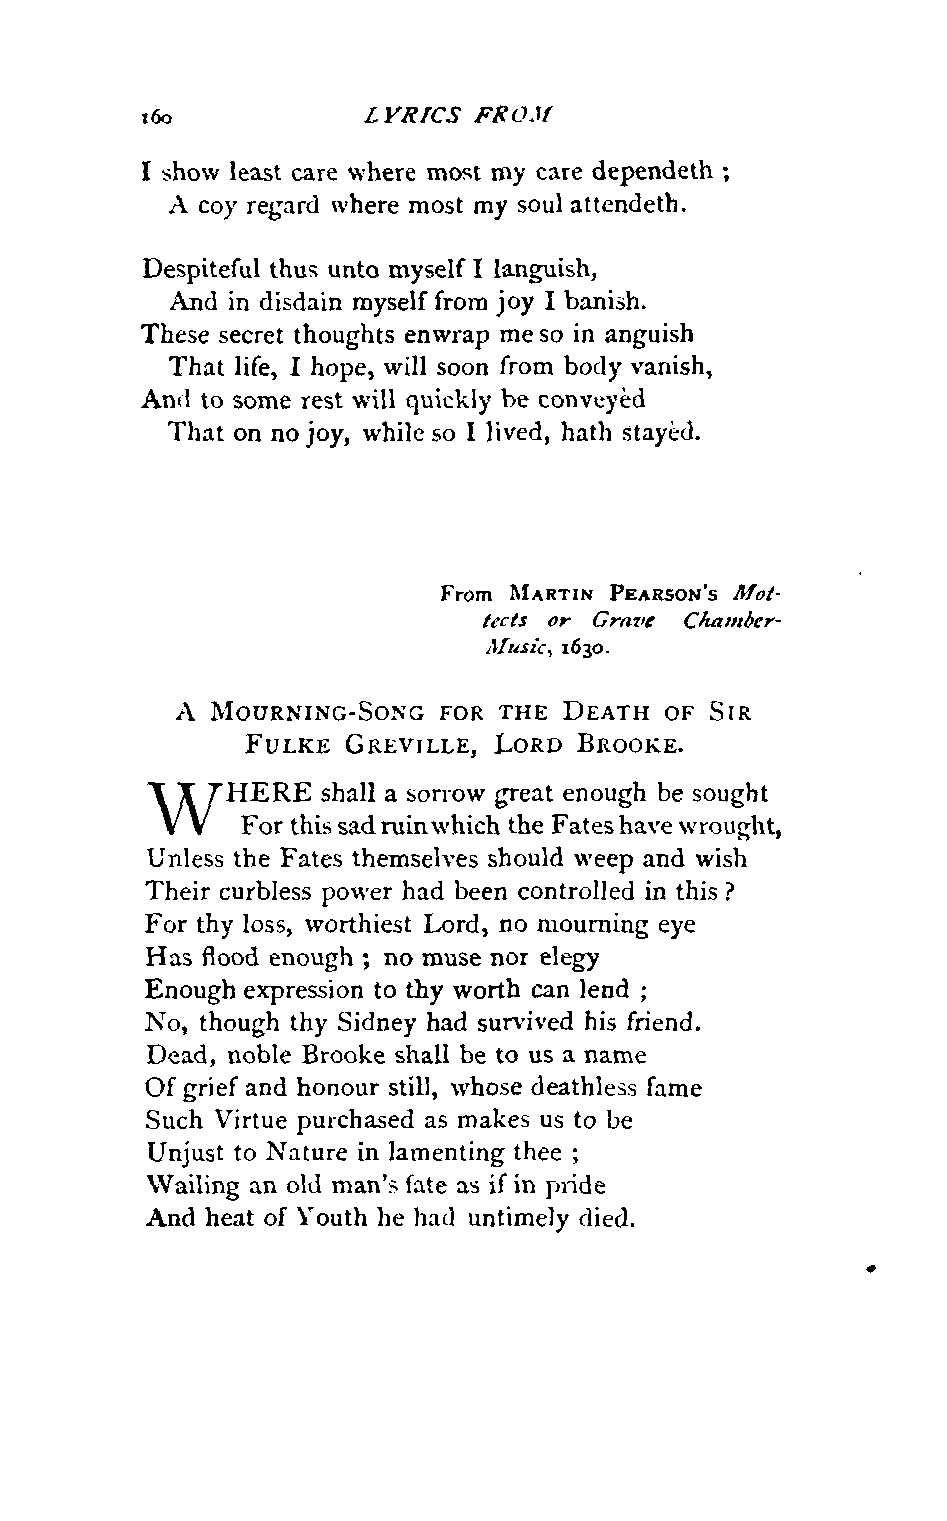 160 LYRICS FROM
I show least care where most my care dependeth ;
A coy regard where most my soul attendeth.
Despiteful thus unto myself I languish,
And in disdain myself from joy I banish.
These secret thoughts enwrap me so in anguish
That life, I hope, will soon from body vanish,
And to some rest will quickly be conveyèd
That on no joy, while so I lived, hath stayèd.
From MARTIN PEARSON'S Mot-
tects or Grave Chamber-
Music, 1630.
A MOURNING-SONG FOR THE DEATH OF SIR
FULKE GREVILLE, LORD BROOKE.
WHERE shall a sorrow great enough be sought
For this sad ruin which the Fates have wrought,
Unless the Fates themselves should weep and wish
Their curbless power had been controlled in this ?
For thy loss, worthiest Lord, no mourning eye
Has flood enough ; no muse nor elegy
Enough expression to thy worth can lend ;
No, though thy Sidney had survived his friend.
Dead, noble Brooke shall be to us a name
Of grief and honour still, whose deathless fame
Such Virtue purchased as makes us to be
Unjust to Nature in lamenting thee ;
Wailing an old man's fate as if in pride
And heat of Youth he had untimely died.